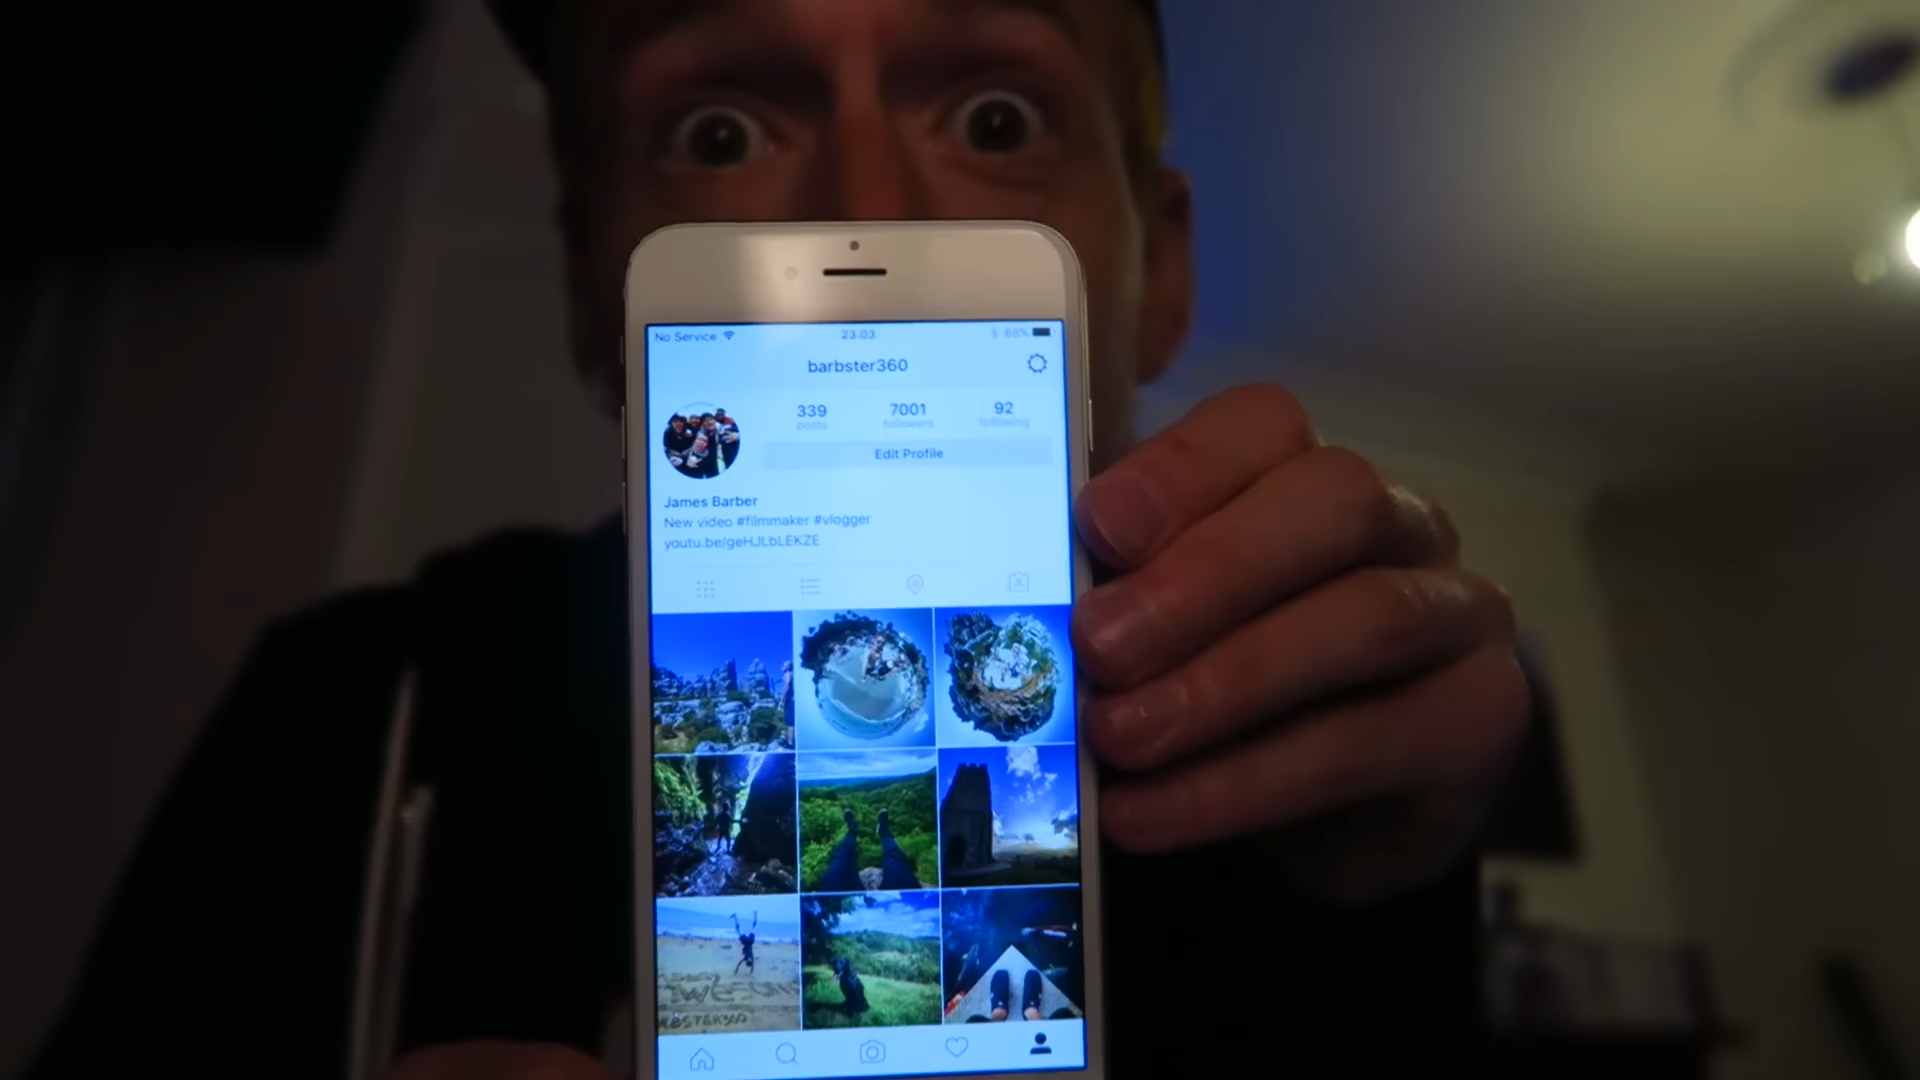 No Service 23:03 88%
barbster360
339 7001 92
posts followers following
Edit Profile
James Barber
New video #filmmaker #vlogger
youtu.be/geHJLbLEKZE